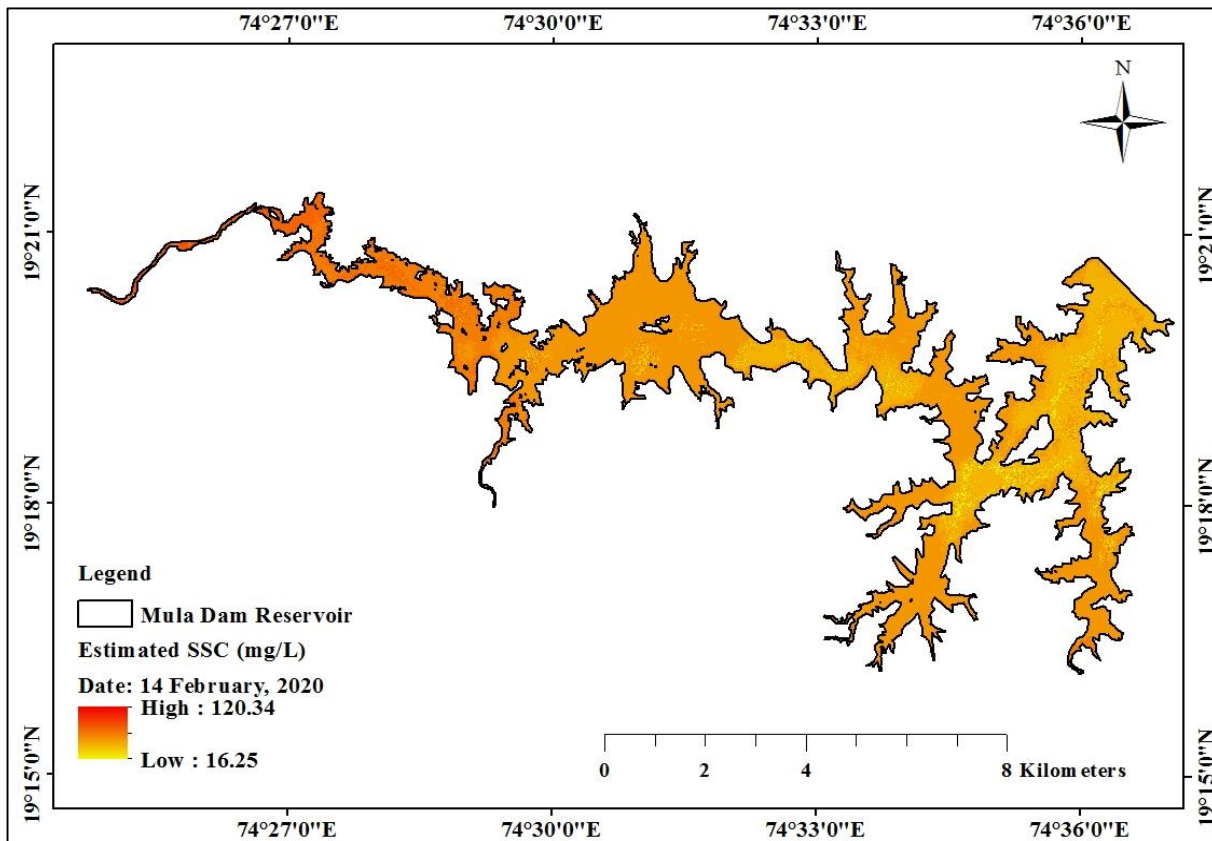 74°27'0"E 74°30'0"E 74°33'0"E 74°36'0"E
N
19°21'0"N 19°21'0"N
19°18'0"N 19°18'0"N
Legend
Mula Dam Reservoir
Estimated SSC (mg/L)
Date: 14 February, 2020
High : 120.34
Low : 16.25
0 2 4 8 Kilometers
19°15'0"N 19°15'0"N
74°27'0"E 74°30'0"E 74°33'0"E 74°36'0"E